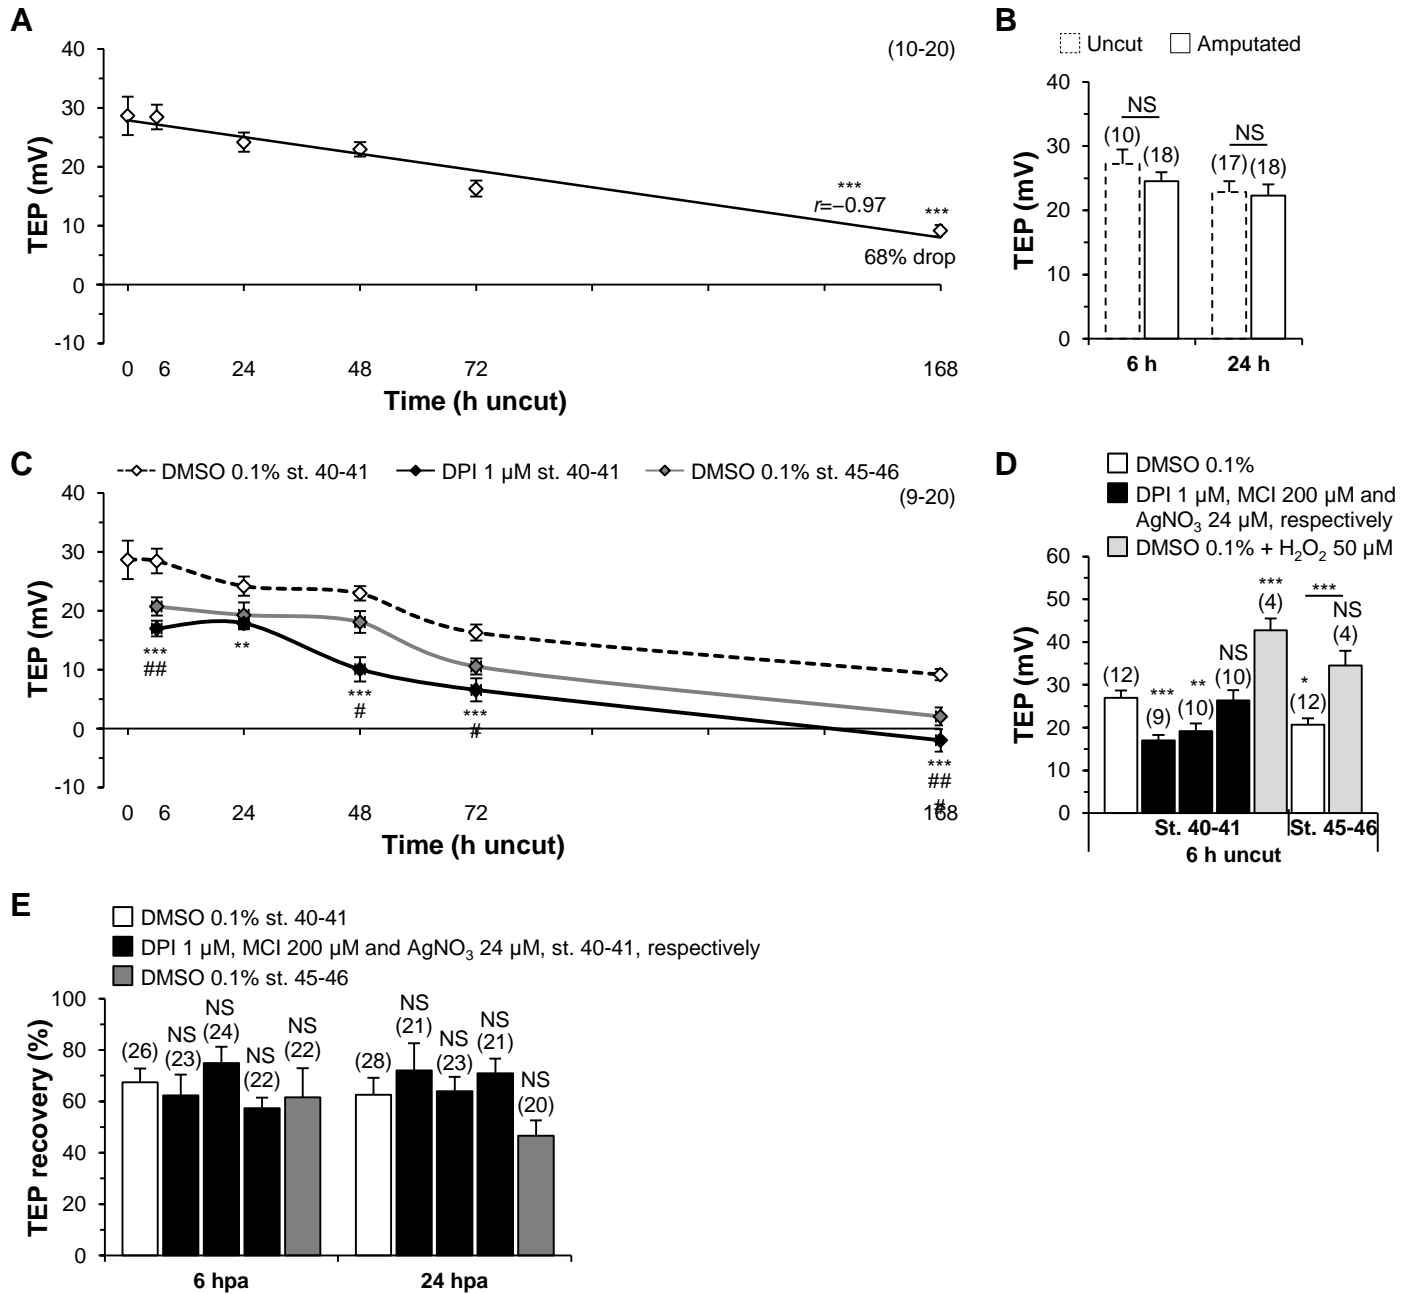 A
(10-20)
40
30
20
10
0
-10
TEP (mV)
***
r=−0.97
***
68% drop
0 6 24 48 72 168
Time (h uncut)
B
Uncut Amputated
40
30
20
10
0
TEP (mV)
NS
(10)
(18)
NS
(17) (18)
6 h 24 h
C
DMSO 0.1% st. 40-41 DPI 1 µM st. 40-41 DMSO 0.1% st. 45-46
(9-20)
40
30
20
10
0
-10
TEP (mV)
***
##
**
***
#
***
#
***
##
#
0 6 24 48 72 168
Time (h uncut)
D
DMSO 0.1%
DPI 1 µM, MCI 200 µM and
AgNO3 24 µM, respectively
DMSO 0.1% + H2O2 50 µM
60
50
40
30
20
10
0
TEP (mV)
(12)
***
(9)
**
(10)
NS
(10)
***
(4)
***
*
(12)
NS
(4)
St. 40-41 St. 45-46
6 h uncut
E
DMSO 0.1% st. 40-41
DPI 1 µM, MCI 200 µM and AgNO3 24 µM, st. 40-41, respectively
DMSO 0.1% st. 45-46
100
80
60
40
20
0
TEP recovery (%)
(26)
NS
(23)
NS
(24)
NS
(22)
NS
(22)
(28)
NS
(21)
NS
(23)
NS
(21)
NS
(20)
6 hpa 24 hpa